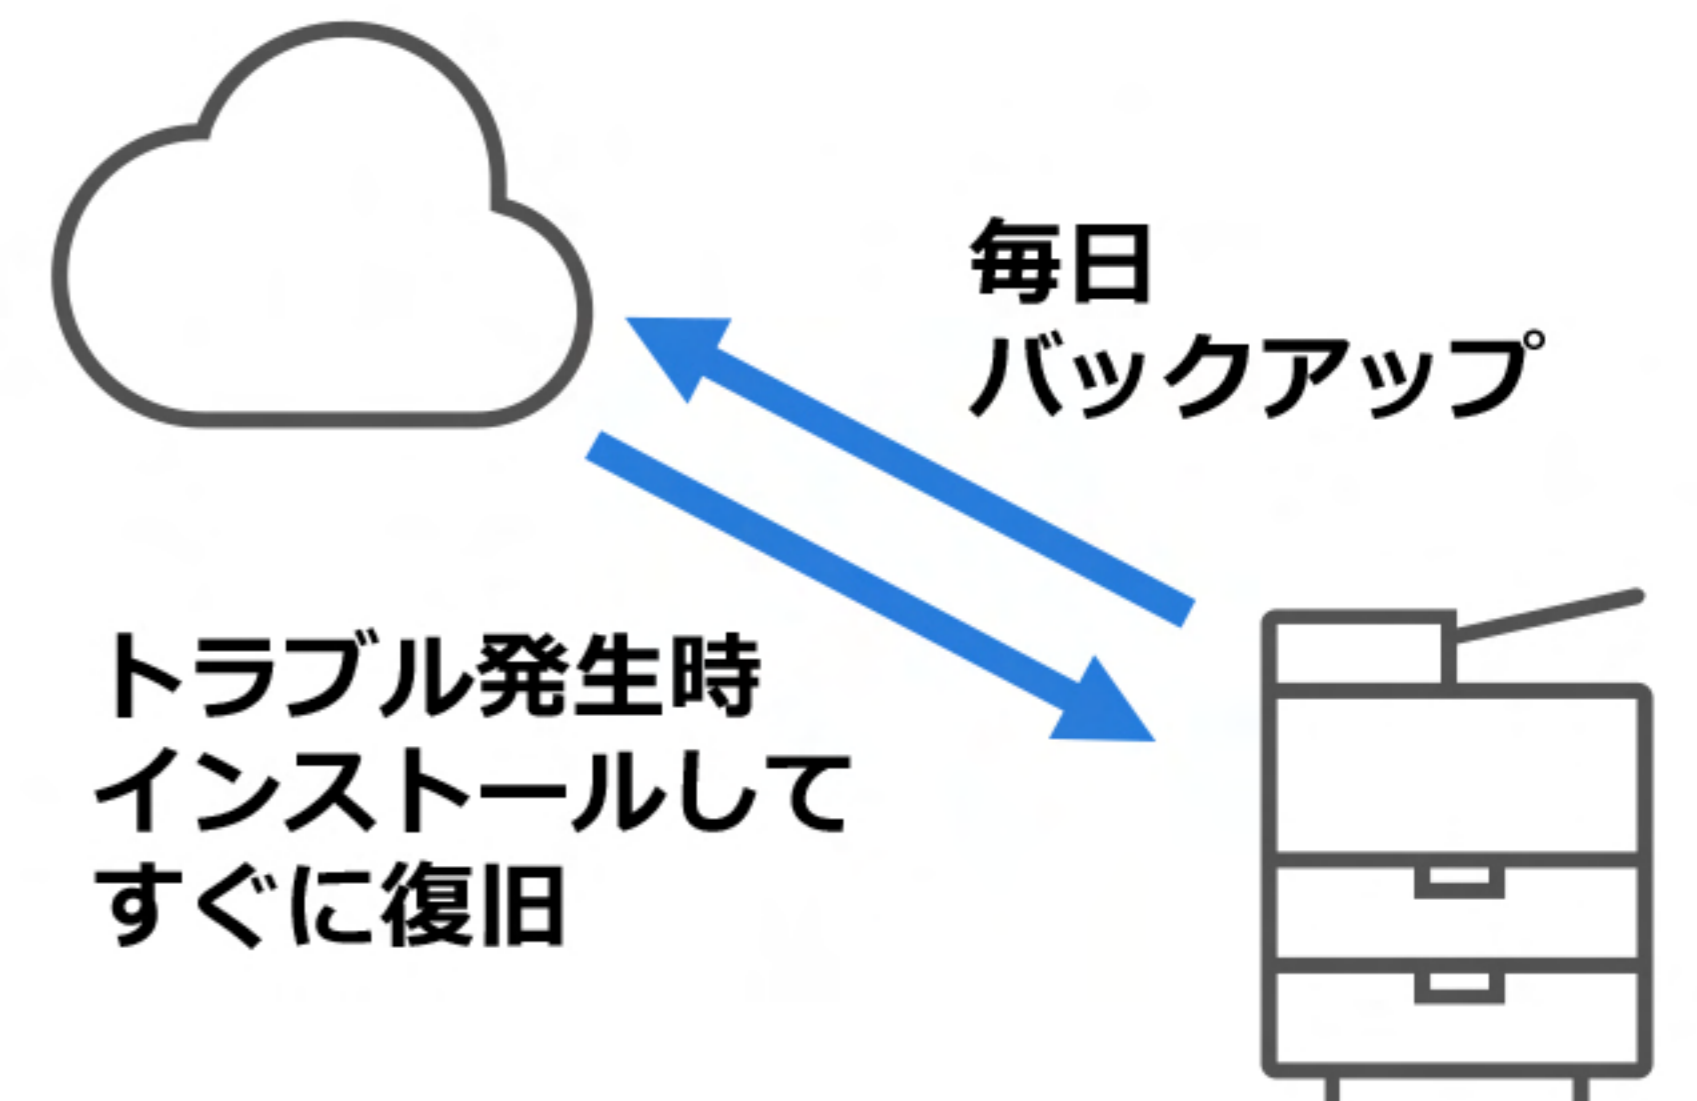 毎日
バックアップ
トラブル発生時
インストールして
すぐに復旧